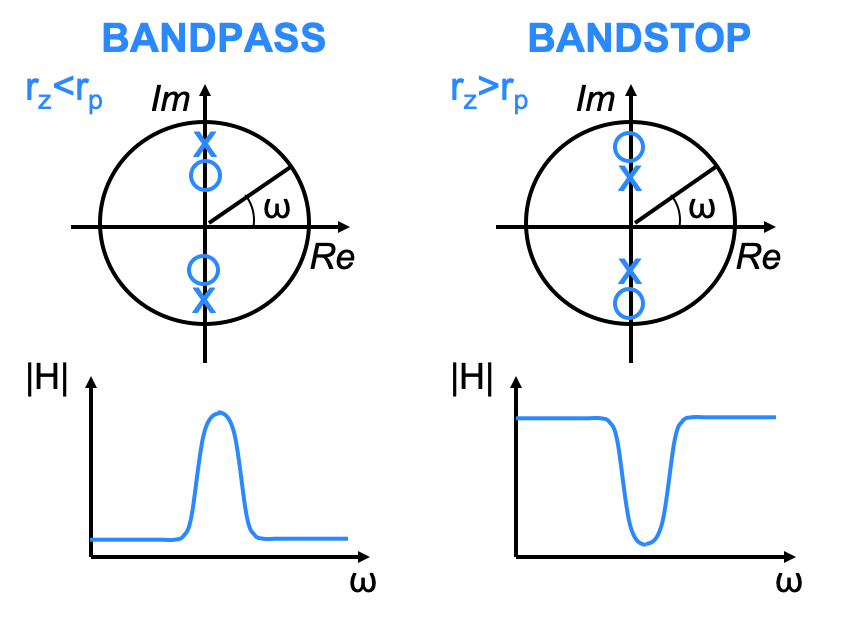 BANDPASS
r_z<r_p
Im
ω
Re
|H|
ω
BANDSTOP
r_z>r_p
Im
ω
Re
|H|
ω